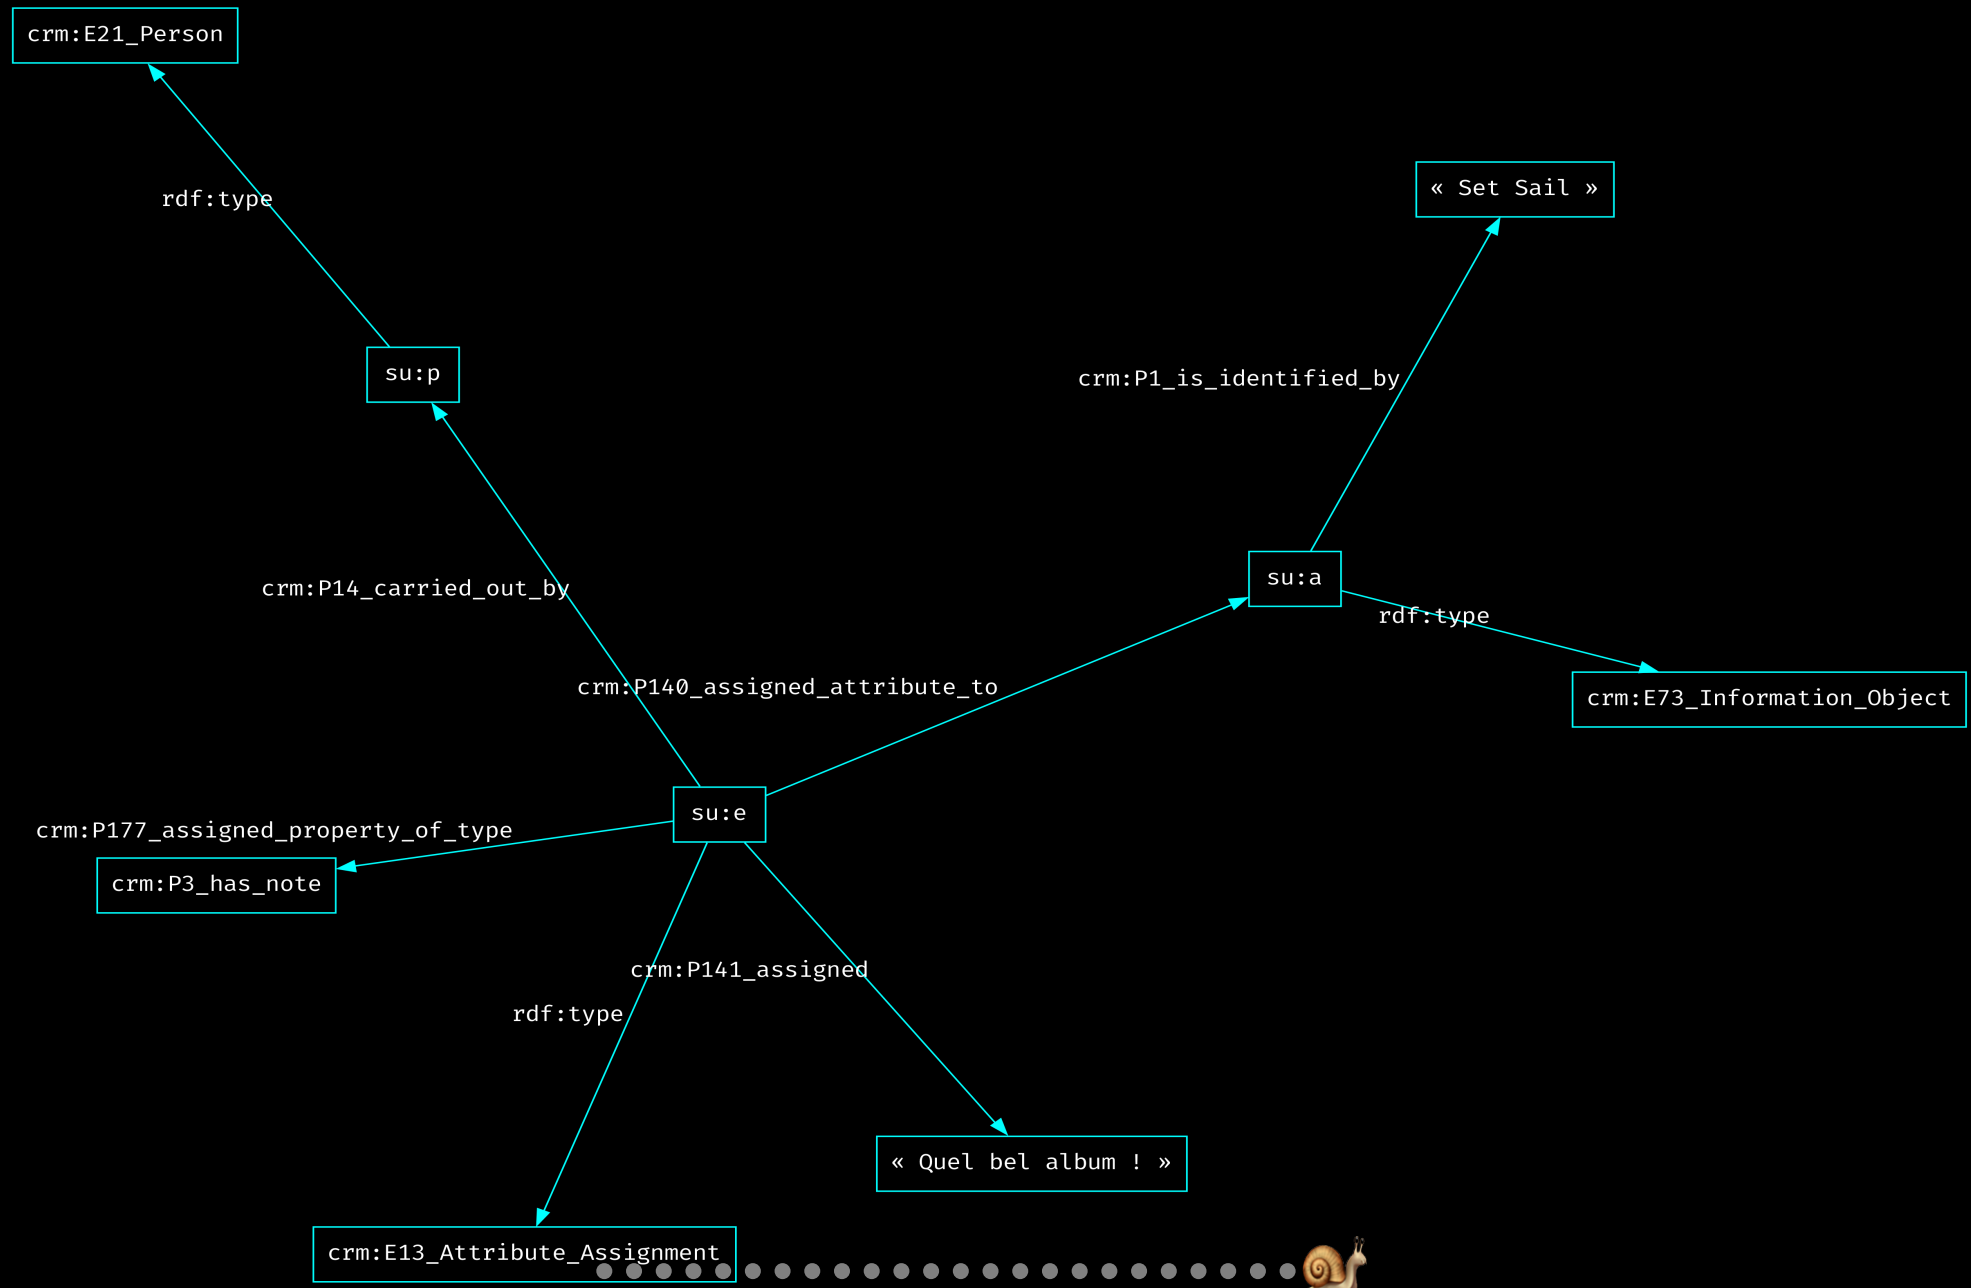 crm:E21_Person
« Set Sail »
rdf:type
su:p
crm:P1_is_identified_by
su:a
crm:P14_carried_out_by
rdf:type
crm:P140_assigned_attribute_to
crm:E73_Information_Object
su:e
crm:P177_assigned_property_of_type
crm:P3_has_note
crm:P141_assigned
rdf:type
« Quel bel album ! »
crm:E13_Attribute_Assignment